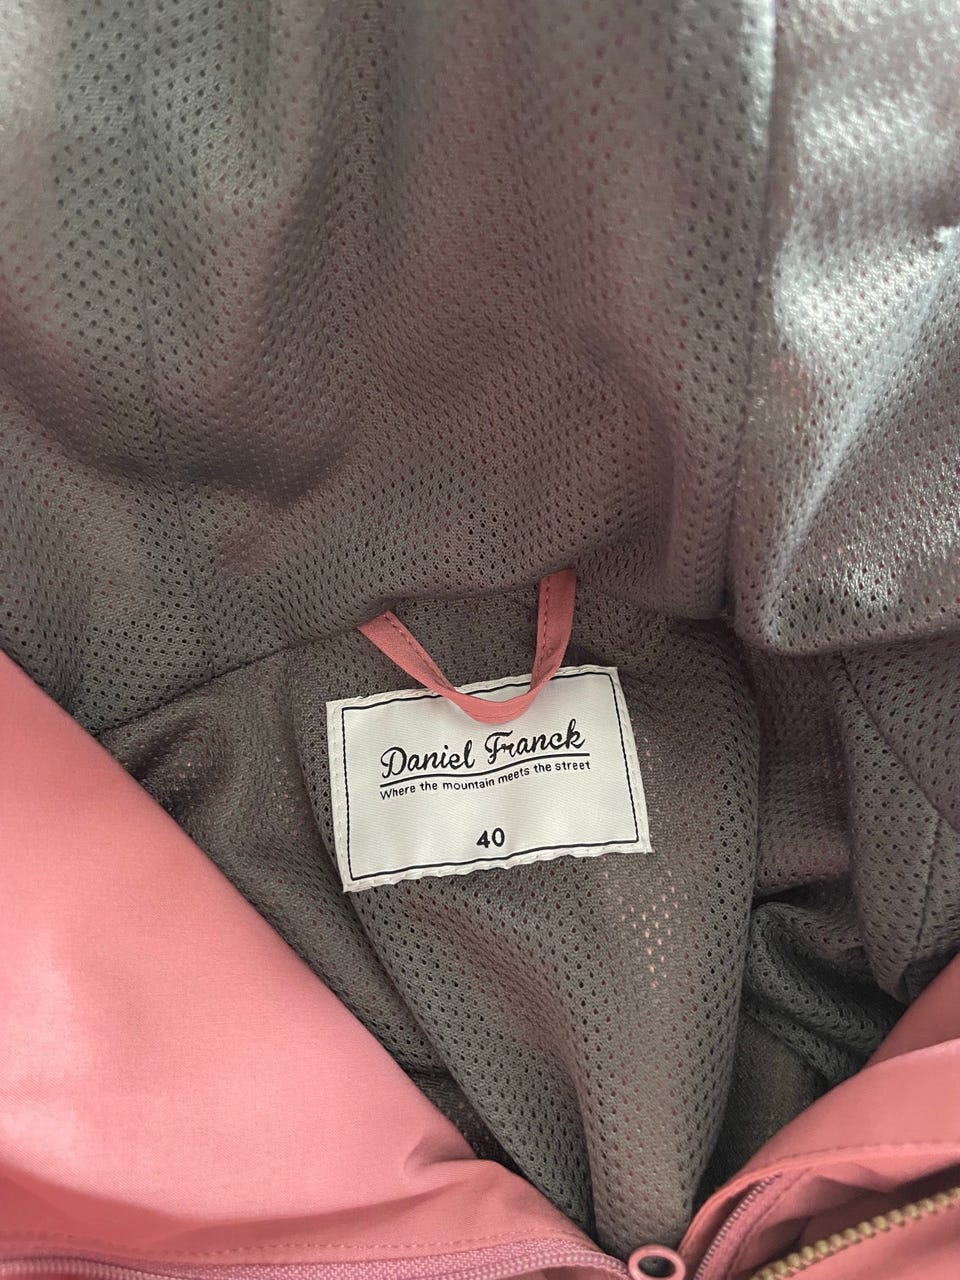 Daniel Franck
Where the mountain meets the street
40